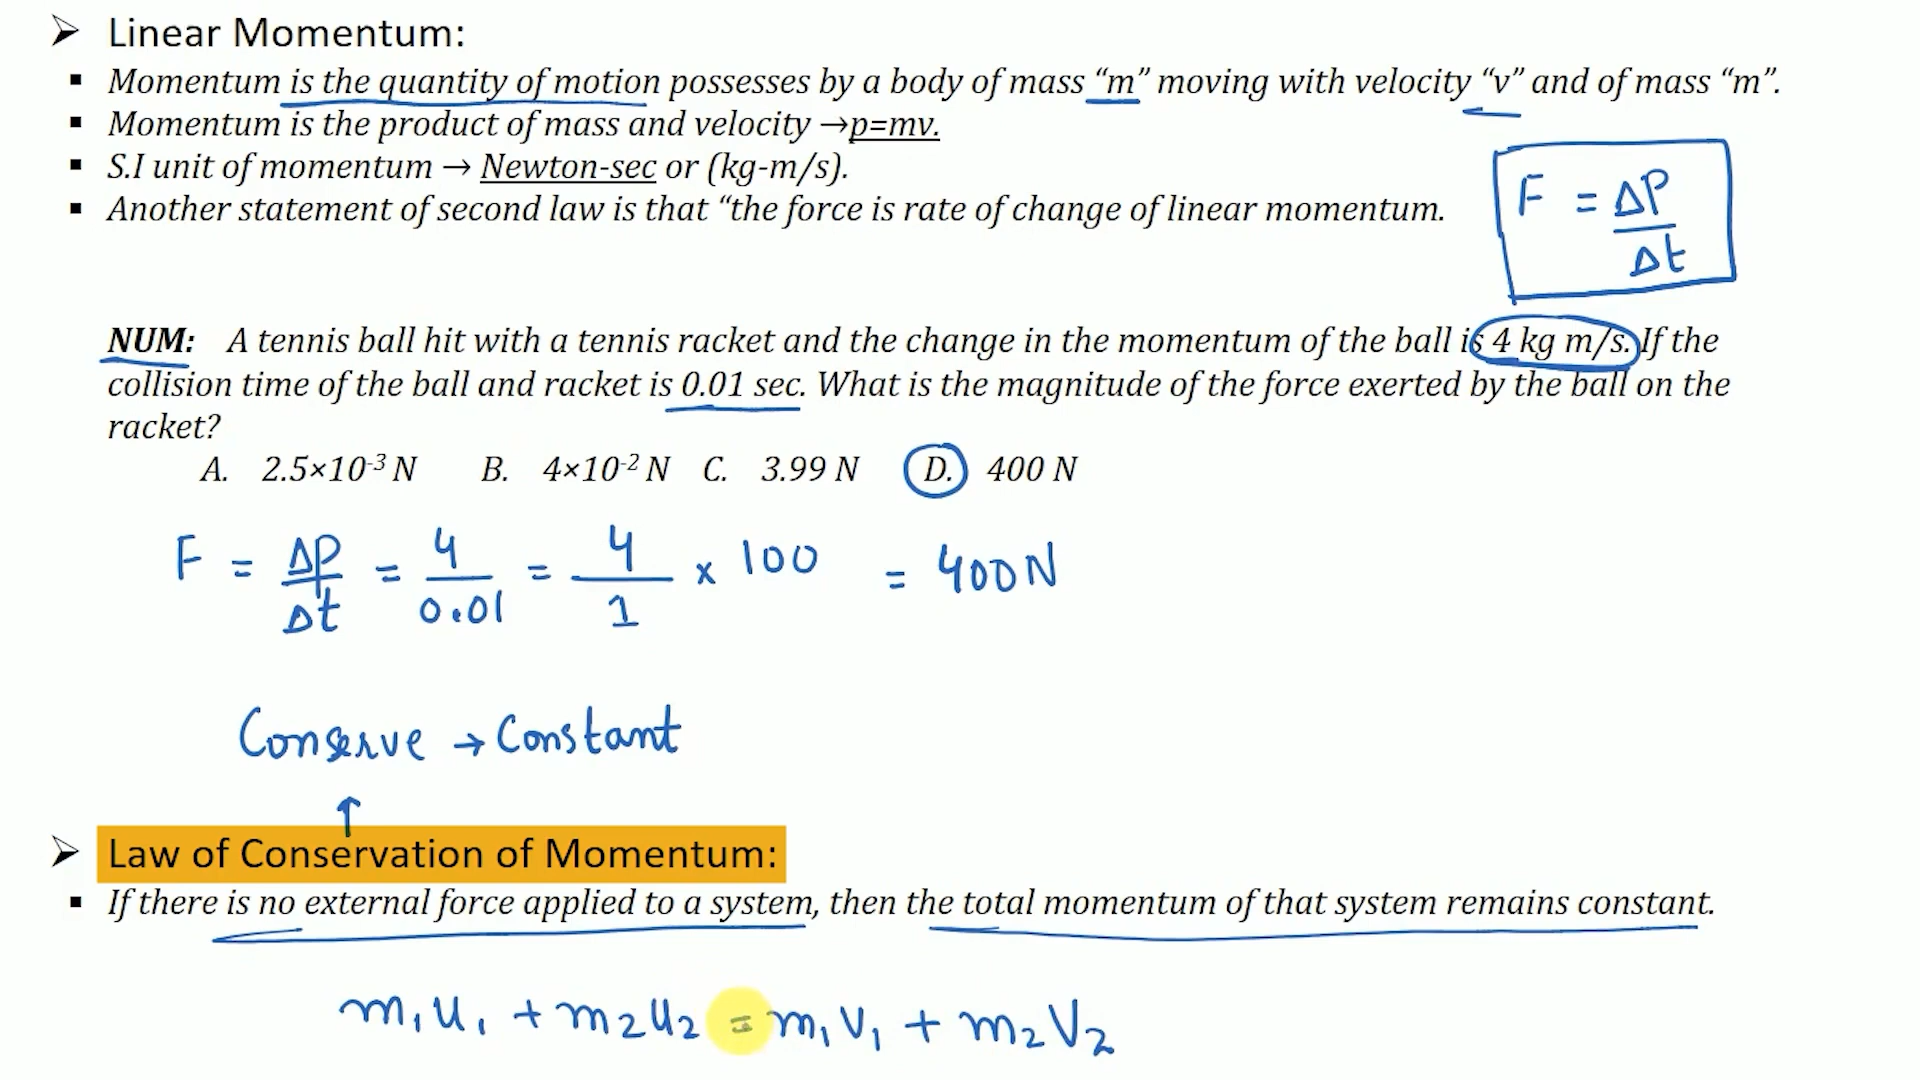 ➢ Linear Momentum:
▪ Momentum is the quantity of motion possesses by a body of mass “m” moving with velocity “v” and of mass “m”.
▪ Momentum is the product of mass and velocity →p=mv.
▪ S.I unit of momentum → Newton-sec or (kg-m/s).
▪ Another statement of second law is that “the force is rate of change of linear momentum.
F = ΔP/Δt
NUM: A tennis ball hit with a tennis racket and the change in the momentum of the ball is 4 kg m/s. If the
collision time of the ball and racket is 0.01 sec. What is the magnitude of the force exerted by the ball on the
racket?
A. 2.5×10⁻³ N B. 4×10⁻² N C. 3.99 N D. 400 N
F = ΔP/Δt = 4/0.01 = 4/1 × 100 = 400N
Conserve → Constant
↑
➢ Law of Conservation of Momentum:
▪ If there is no external force applied to a system, then the total momentum of that system remains constant.
m₁u₁ + m₂u₂ = m₁v₁ + m₂v₂